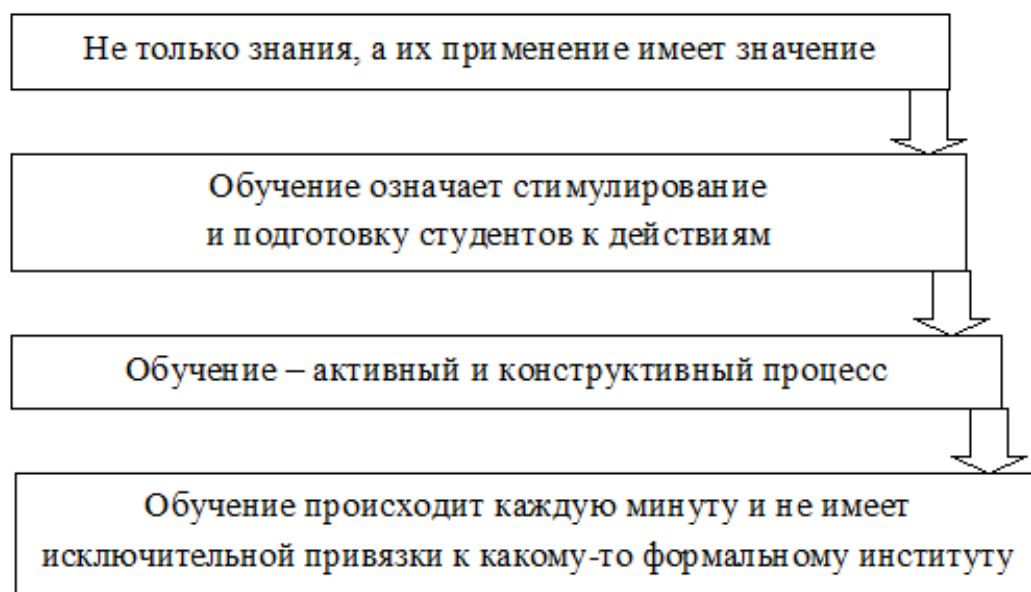 Не только знания, а их применение имеет значение
Обучение означает стимулирование
и подготовку студентов к действиям
Обучение – активный и конструктивный процесс
Обучение происходит каждую минуту и не имеет
исключительной привязки к какому-то формальному институту